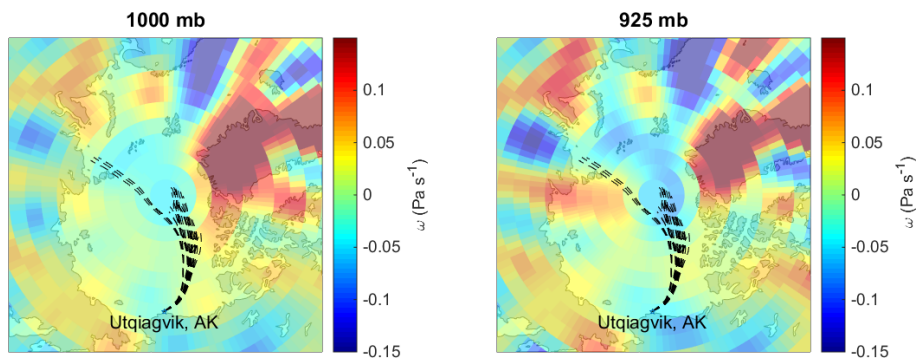 1000 mb
0.1
0.05
0
-0.05
-0.1
-0.15
ω (Pa s⁻¹)
Utqiagvik, AK
925 mb
0.1
0.05
0
-0.05
-0.1
-0.15
ω (Pa s⁻¹)
Utqiagvik, AK